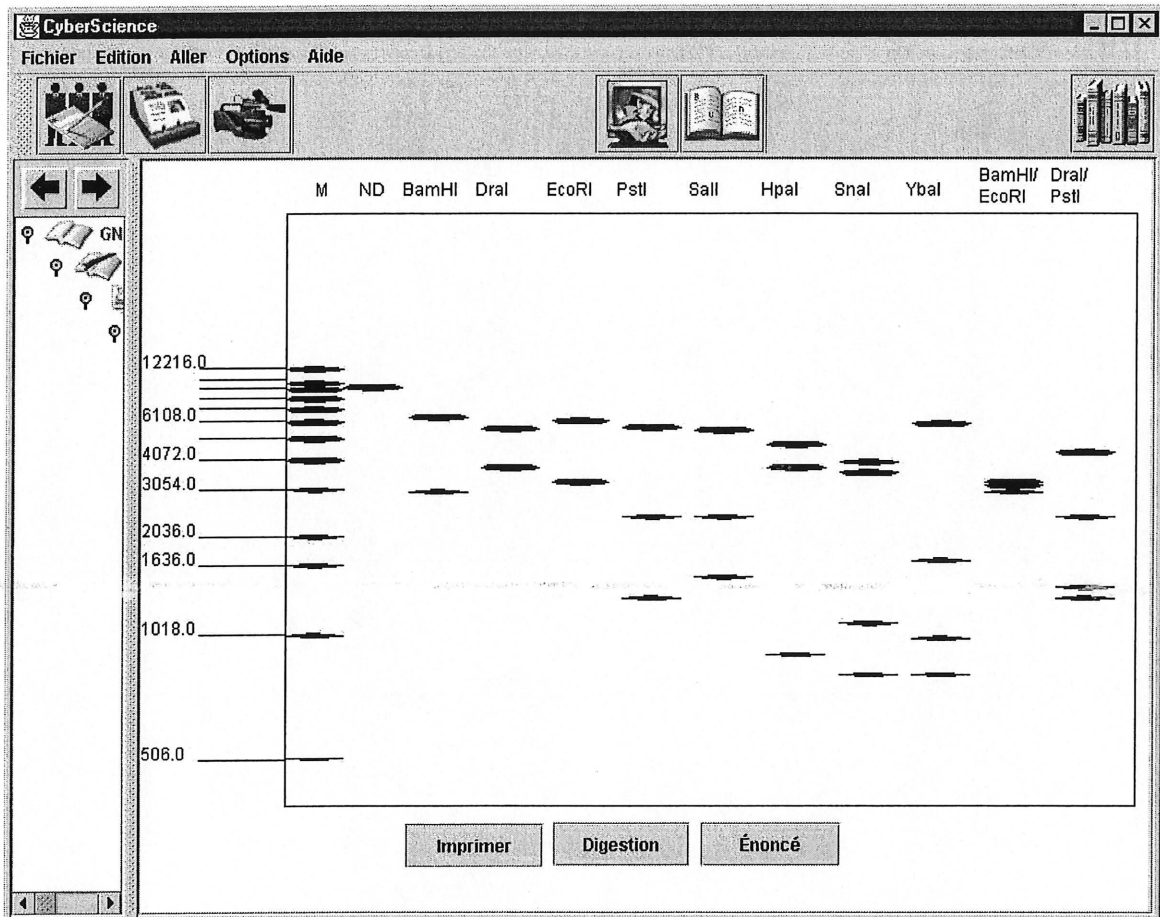 CyberScience
Fichier Edition Aller Options Aide
M ND BamHI DraI EcoRI PstI SalI HpaI SnaI YbaI BamHI/ DraI/
EcoRI PstI
GN
12216.0
6108.0
4072.0
3054.0
2036.0
1636.0
1018.0
506.0
Imprimer Digestion Énoncé